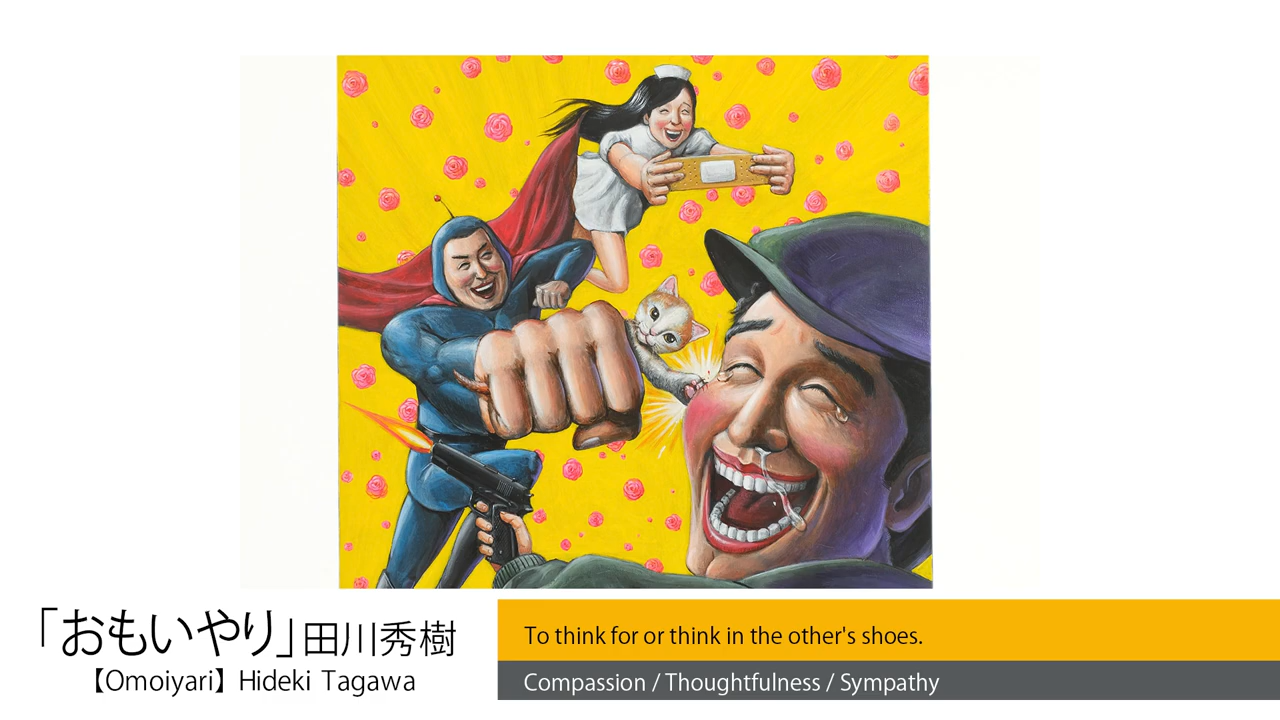 「おもいやり」田川秀樹
【Omoiyari】Hideki Tagawa
To think for or think in the other's shoes.
Compassion / Thoughtfulness / Sympathy